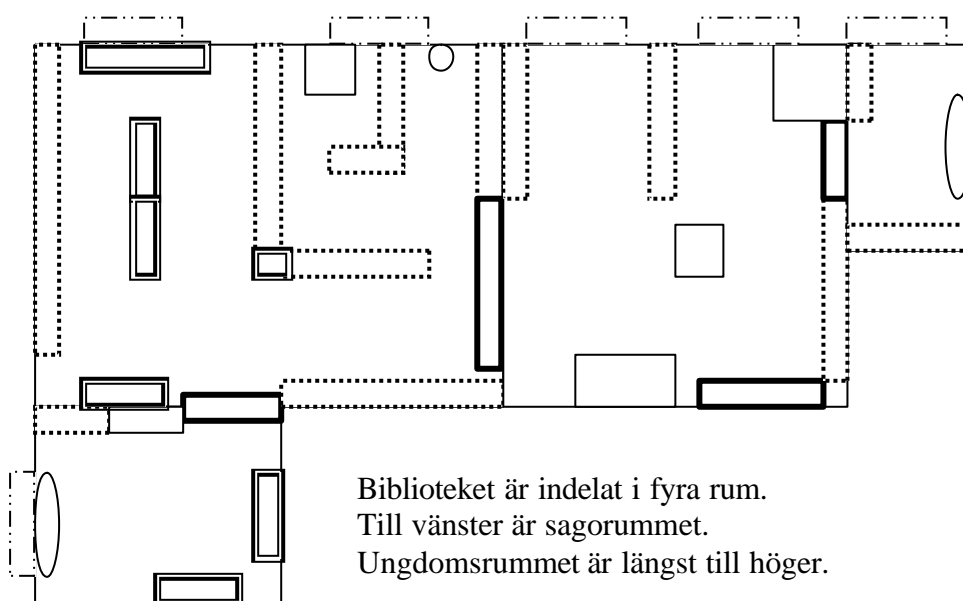 Biblioteket är indelat i fyra rum.
Till vänster är sagorummet.
Ungdomsrummet är längst till höger.